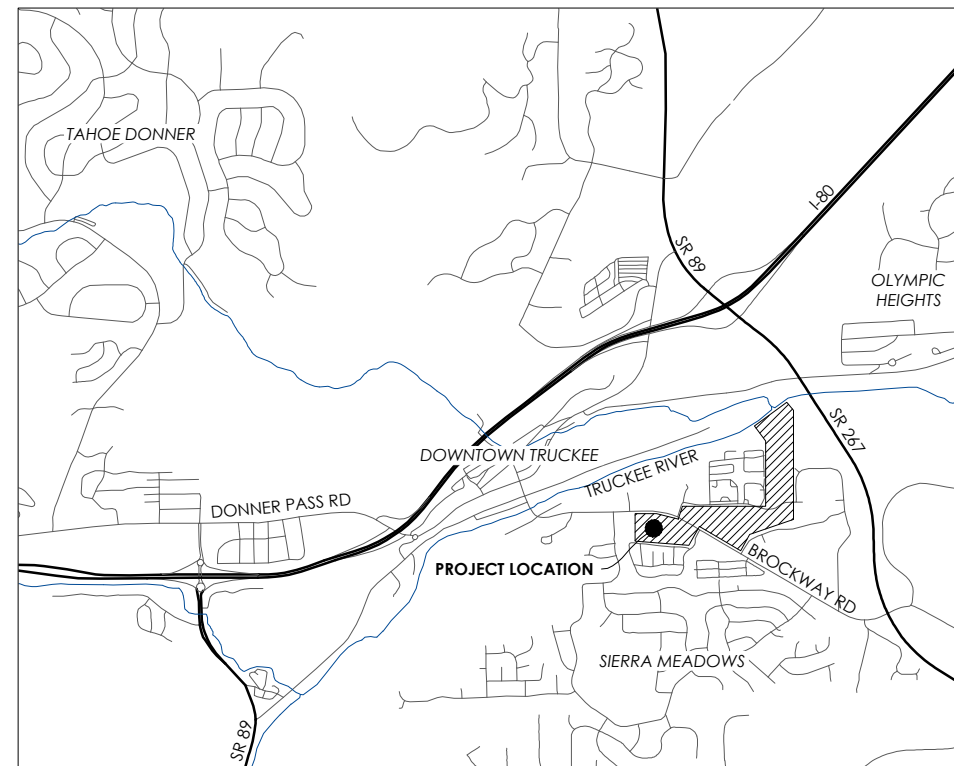 TAHOE DONNER
I-80
SR 89
OLYMPIC
HEIGHTS
SR 267
DOWNTOWN TRUCKEE
TRUCKEE RIVER
DONNER PASS RD
PROJECT LOCATION
BROCKWAY RD
SIERRA MEADOWS
SR 89